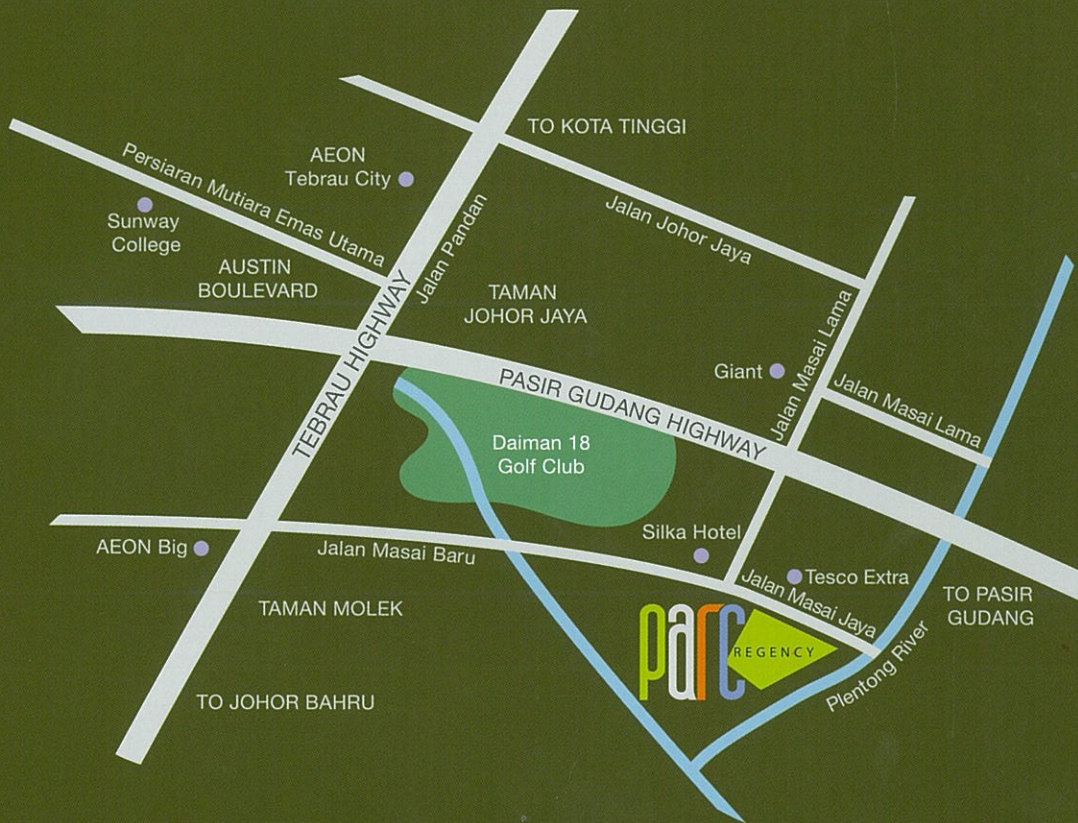 TO KOTA TINGGI
AEON
Tebrau City
Persiaran Mutiara Emas Utama
Sunway
College
Jalan Pandan
Jalan Johor Jaya
AUSTIN
BOULEVARD
TAMAN
JOHOR JAYA
TEBRAU HIGHWAY
PASIR GUDANG HIGHWAY
Giant
Jalan Masai Lama
Jalan Masai Lama
Daiman 18
Golf Club
Silka Hotel
AEON Big
Jalan Masai Baru
Tesco Extra
Jalan Masai Jaya
TO PASIR
GUDANG
TAMAN MOLEK
parc
REGENCY
Plentong River
TO JOHOR BAHRU